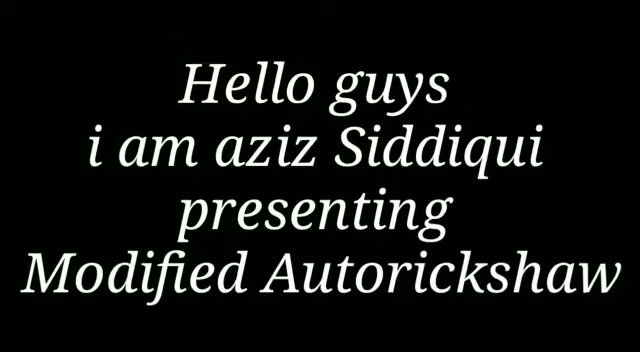 Hello guys
i am aziz Siddiqui
presenting
Modified Autorickshaw